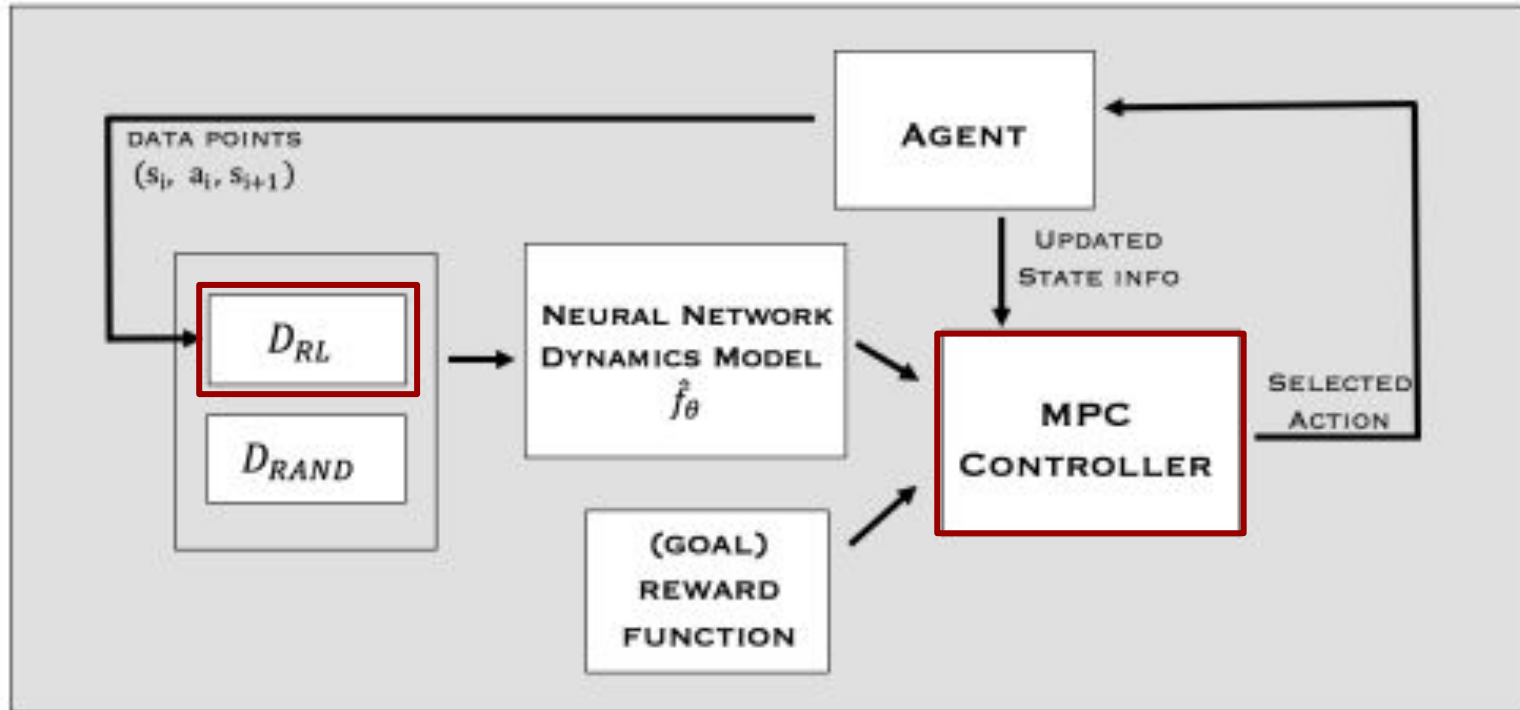 AGENT
DATA POINTS
(sᵢ, aᵢ, sᵢ₊₁)
UPDATED
STATE INFO
D_RL
D_RAND
NEURAL NETWORK
DYNAMICS MODEL
f̂_θ
MPC
CONTROLLER
SELECTED
ACTION
(GOAL)
REWARD
FUNCTION